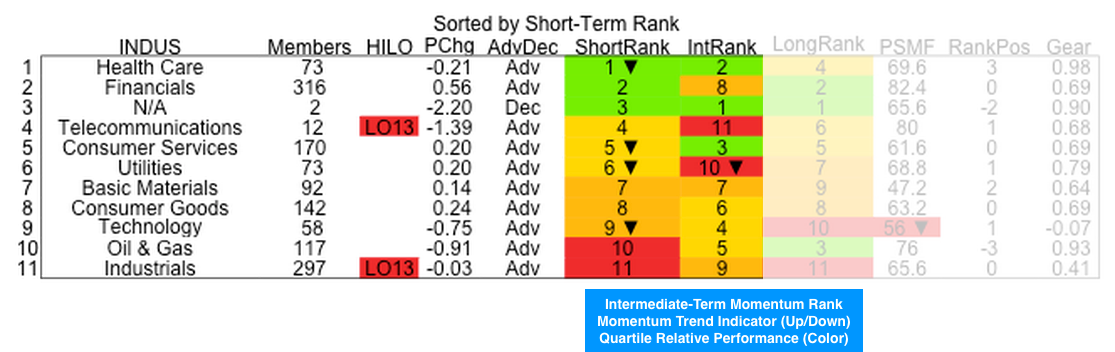 Sorted by Short-Term Rank
INDUS Members HILO PChg AdvDec ShortRank IntRank LongRank PSMF RankPos Gear
1 Health Care 73 -0.21 Adv 1 ▼ 2 4 69.6 3 0.98
2 Financials 316 0.56 Adv 2 8 2 82.4 0 0.69
3 N/A 2 -2.20 Dec 3 1 1 65.6 -2 0.90
4 Telecommunications 12 LO13 -1.39 Adv 4 11 6 80 1 0.68
5 Consumer Services 170 0.20 Adv 5 ▼ 3 5 61.6 0 0.69
6 Utilities 73 0.20 Adv 6 ▼ 10 ▼ 7 68.8 1 0.79
7 Basic Materials 92 0.14 Adv 7 7 9 47.2 2 0.64
8 Consumer Goods 142 0.24 Adv 8 6 8 63.2 0 0.69
9 Technology 58 -0.75 Adv 9 ▼ 4 10 56 ▼ 1 -0.07
10 Oil & Gas 117 -0.91 Adv 10 5 3 76 -3 0.93
11 Industrials 297 LO13 -0.03 Adv 11 9 11 65.6 0 0.41
Intermediate-Term Momentum Rank
Momentum Trend Indicator (Up/Down)
Quartile Relative Performance (Color)